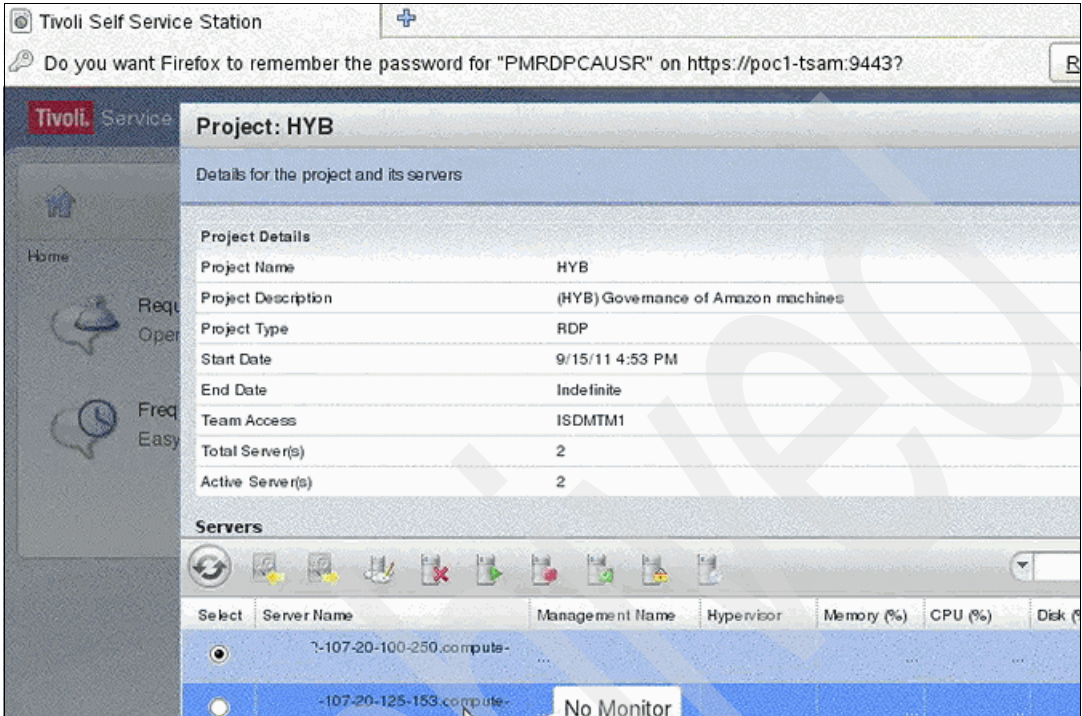 Tivoli Self Service Station
Do you want Firefox to remember the password for "PMRDPCAUSR" on https://poc1-tsam:9443?
R
Tivoli. Service
Project: HYB
Details for the project and its servers
Home
Requ
Oper
Freq
Easy
Project Details
Project Name HYB
Project Description (HYB) Governance of Amazon machines
Project Type RDP
Start Date 9/15/11 4:53 PM
End Date Indefinite
Team Access ISDMTM1
Total Server(s) 2
Active Server(s) 2
Servers
Select Server Name Management Name Hypervisor Memory (%) CPU (%) Disk (%
-107-20-100-250.compute- ... ... ...
-107-20-125-153.compute-
No Monitor